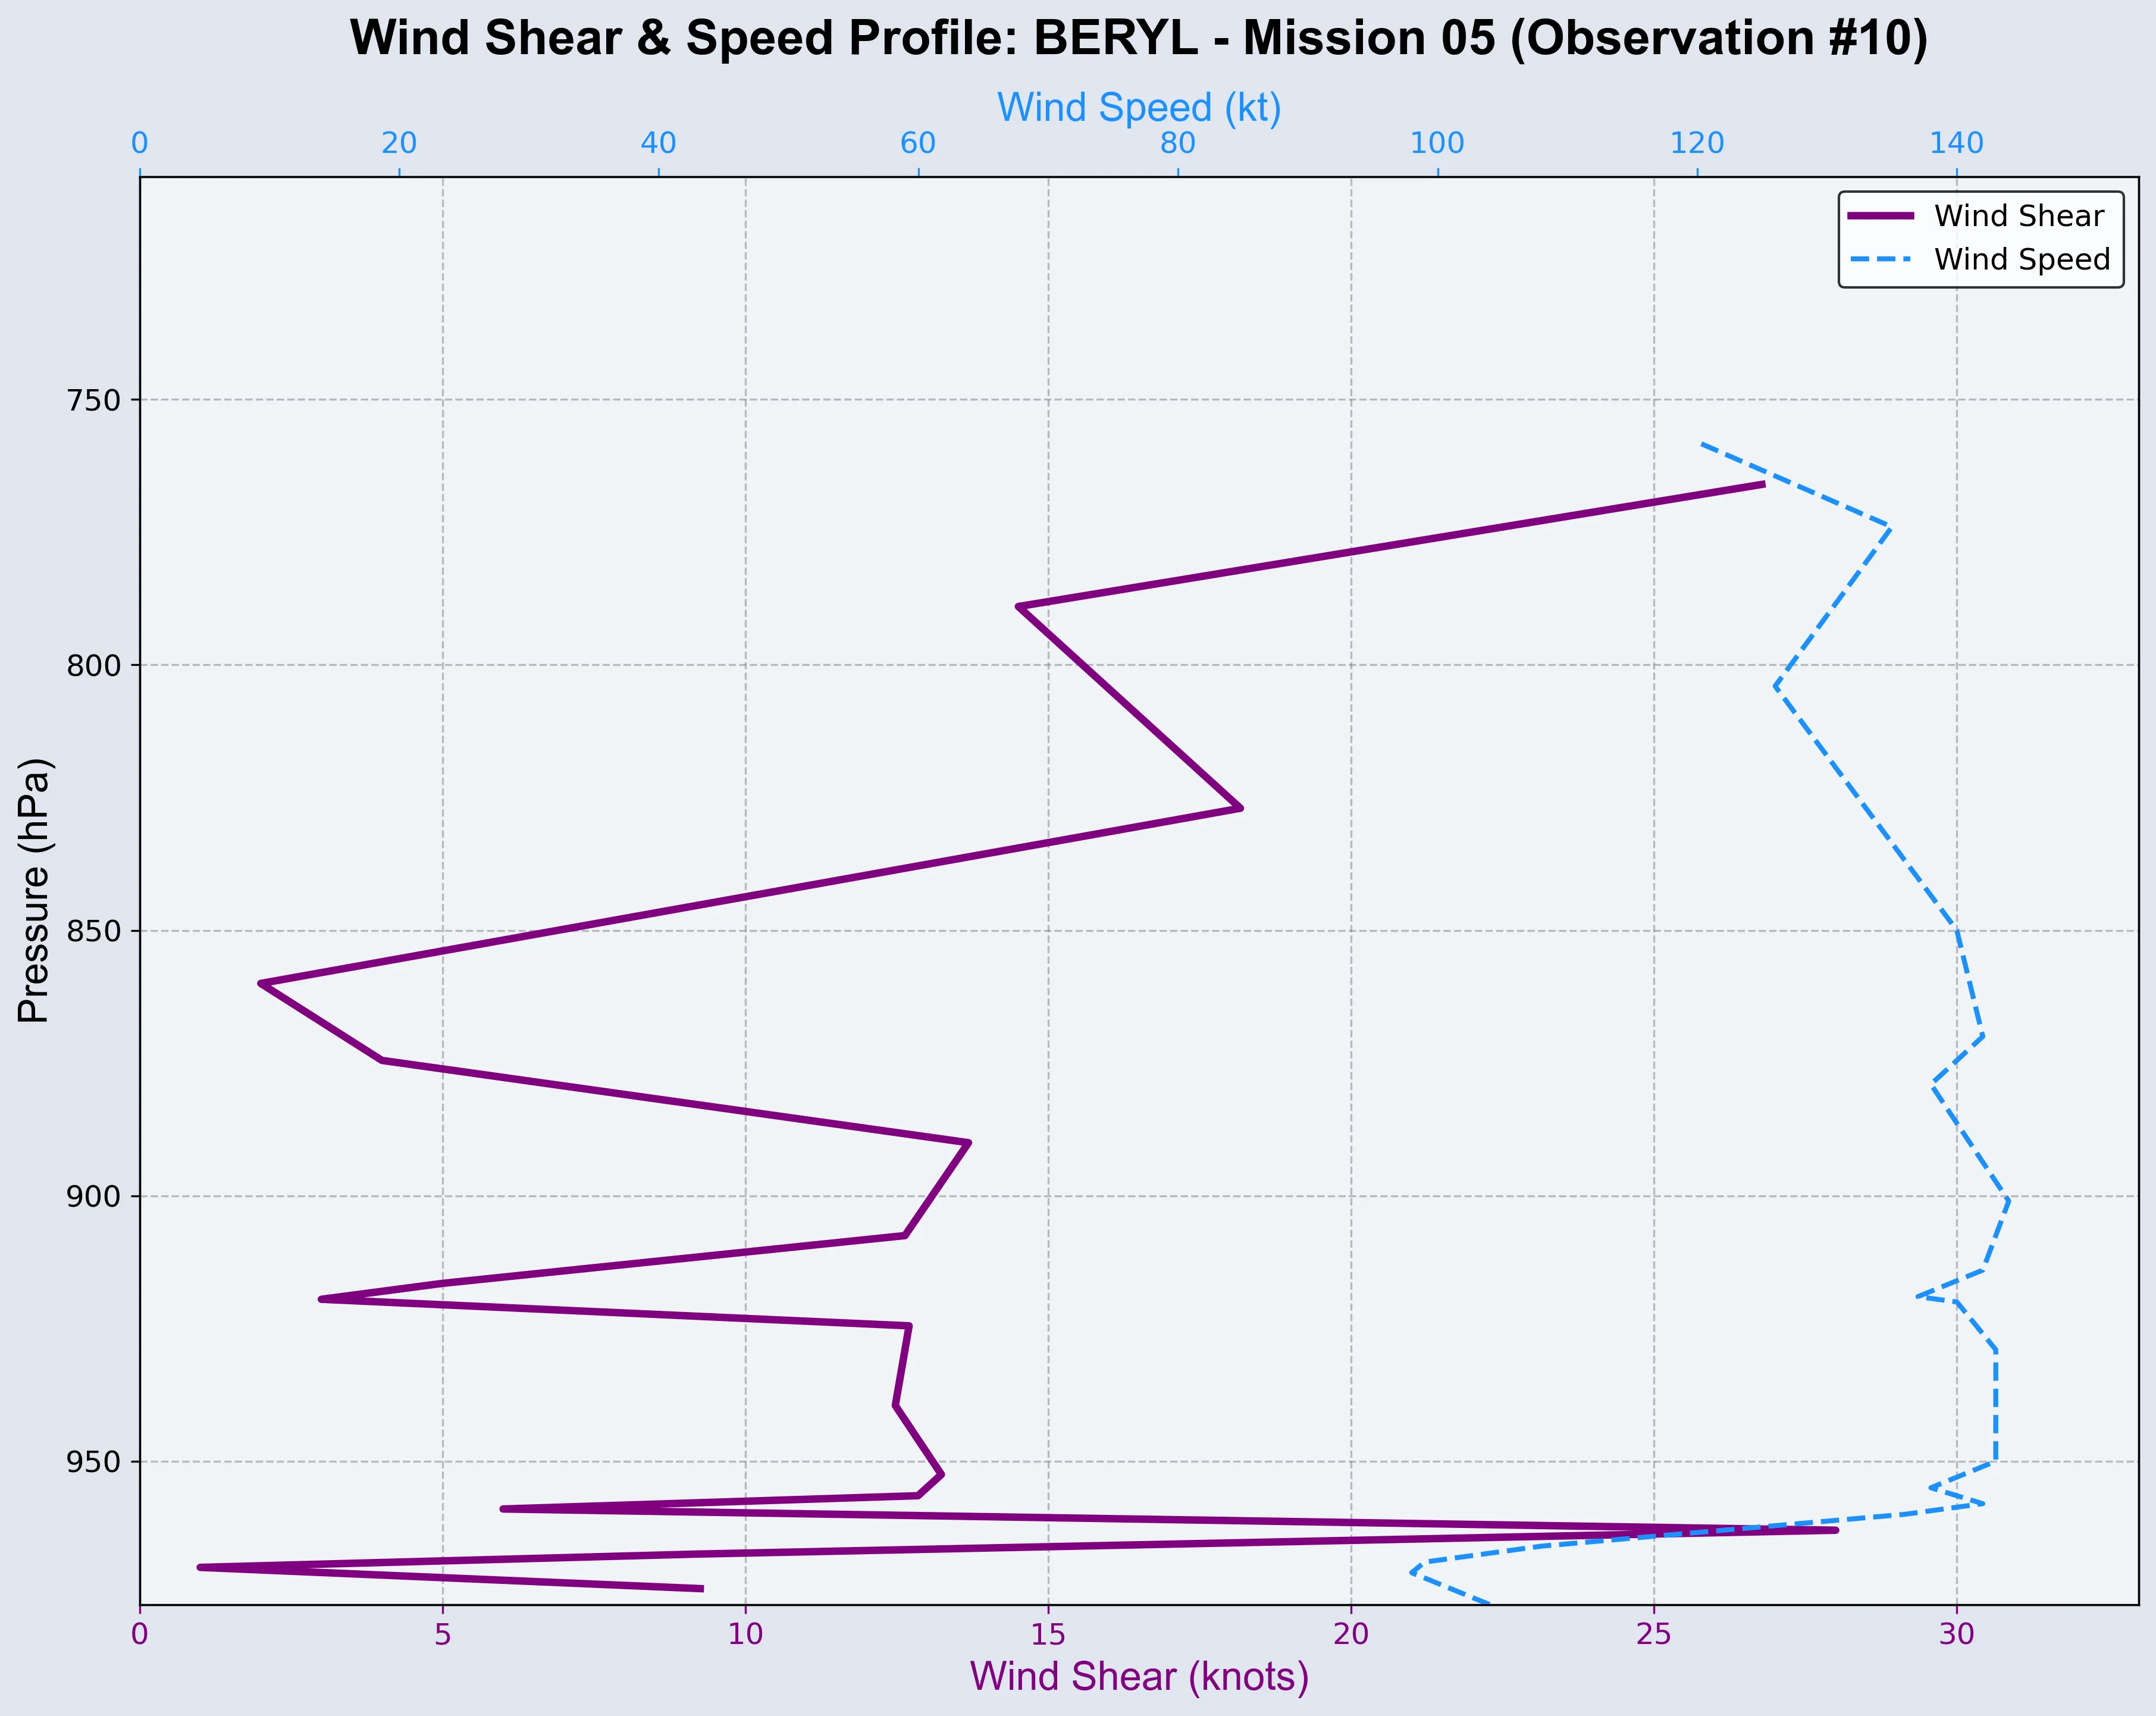 Wind Shear & Speed Profile: BERYL - Mission 05 (Observation #10)
Wind Speed (kt)
0 20 40 60 80 100 120 140
Wind Shear
Wind Speed
Pressure (hPa)
750
800
850
900
950
0 5 10 15 20 25 30
Wind Shear (knots)